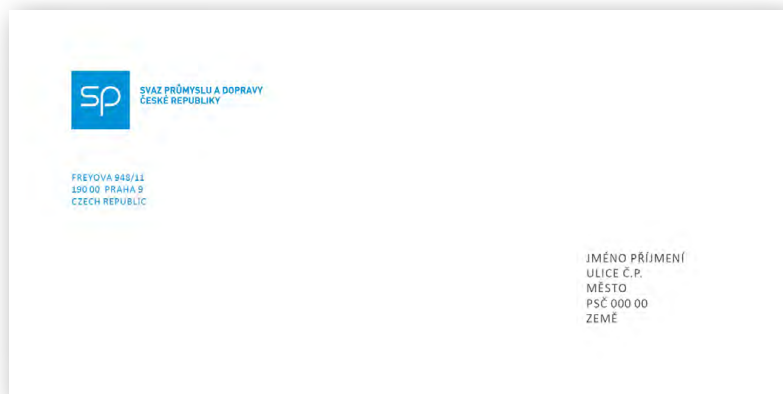 SP
SVAZ PRŮMYSLU A DOPRAVY
ČESKÉ REPUBLIKY
FREYOVA 948/11
190 00 PRAHA 9
CZECH REPUBLIC
JMÉNO PŘÍJMENÍ
ULICE Č.P.
MĚSTO
PSČ 000 00
ZEMĚ